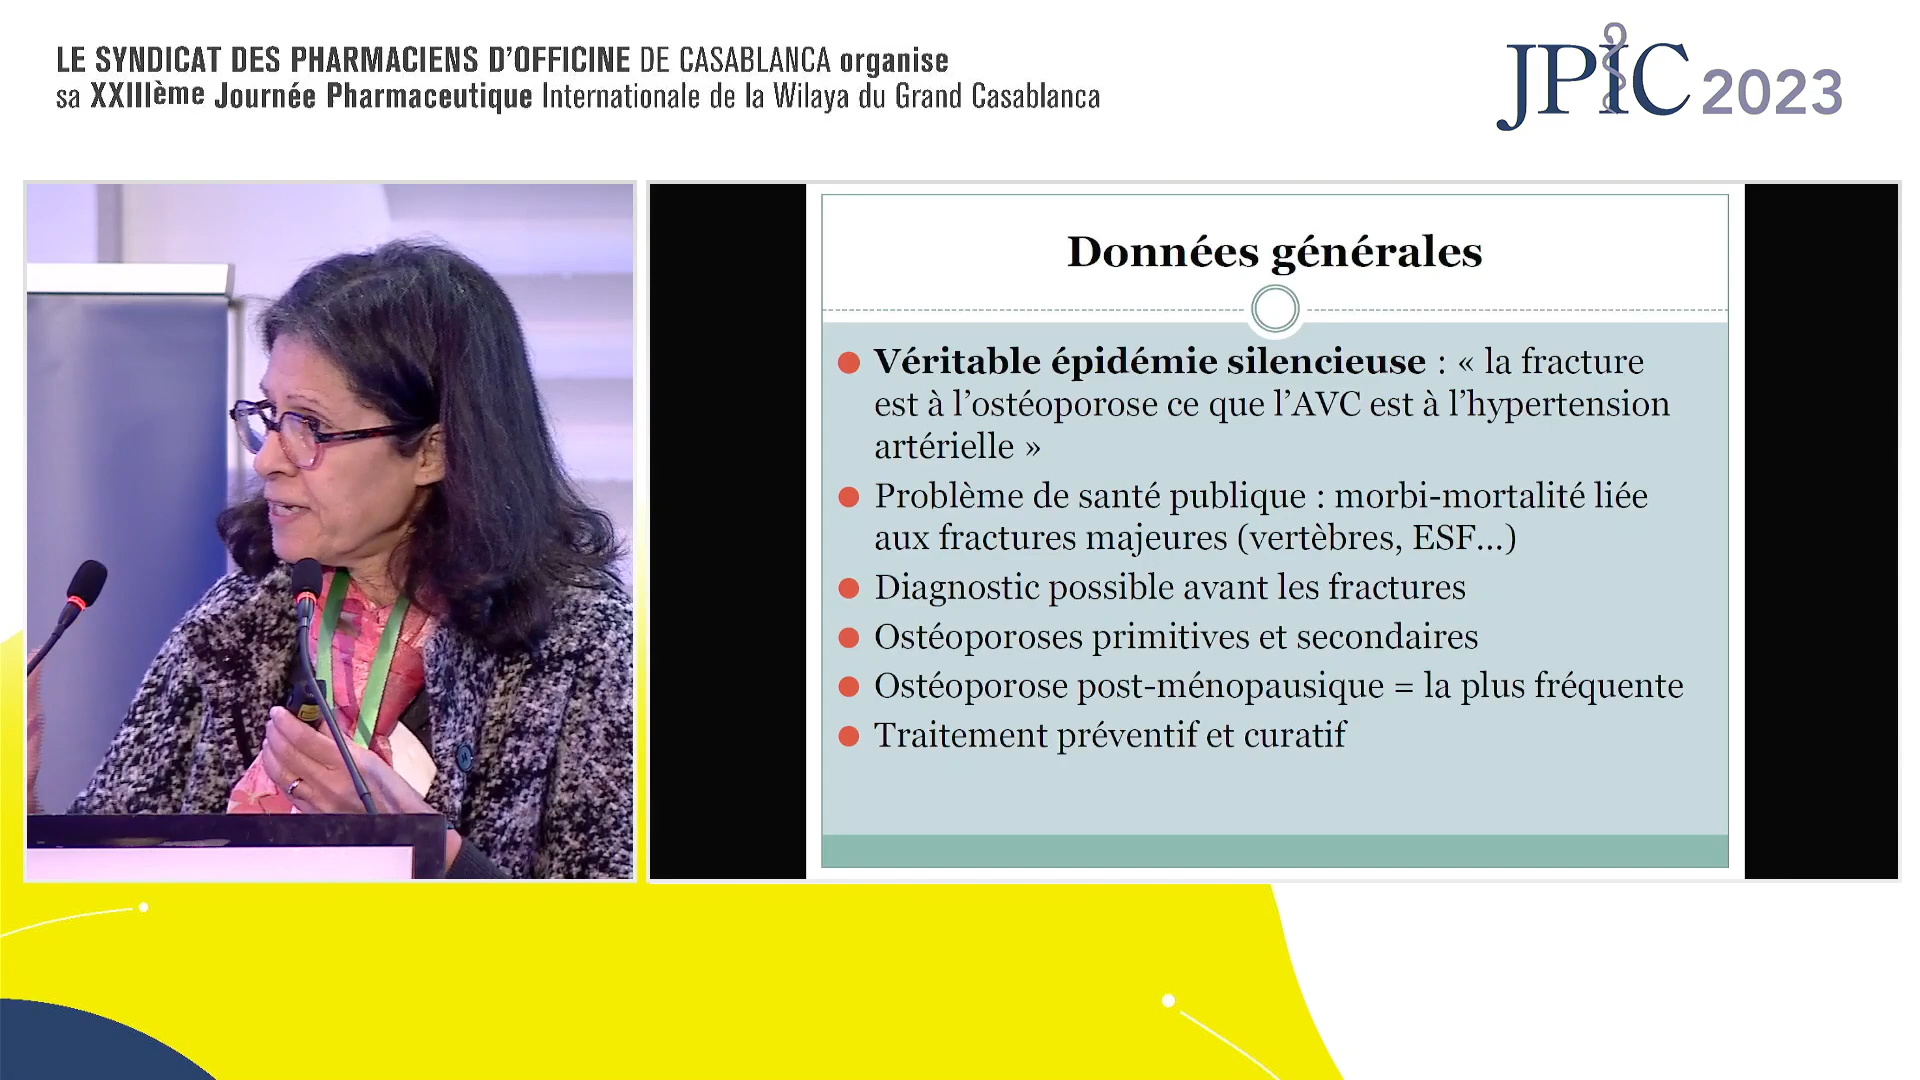 LE SYNDICAT DES PHARMACIENS D'OFFICINE DE CASABLANCA organise
sa XXIIIème Journée Pharmaceutique Internationale de la Wilaya du Grand Casablanca
JPIC 2023
Données générales
Véritable épidémie silencieuse : « la fracture
est à l'ostéoporose ce que l'AVC est à l'hypertension
artérielle »
Problème de santé publique : morbi-mortalité liée
aux fractures majeures (vertèbres, ESF...)
Diagnostic possible avant les fractures
Ostéoporoses primitives et secondaires
Ostéoporose post-ménopausique = la plus fréquente
Traitement préventif et curatif